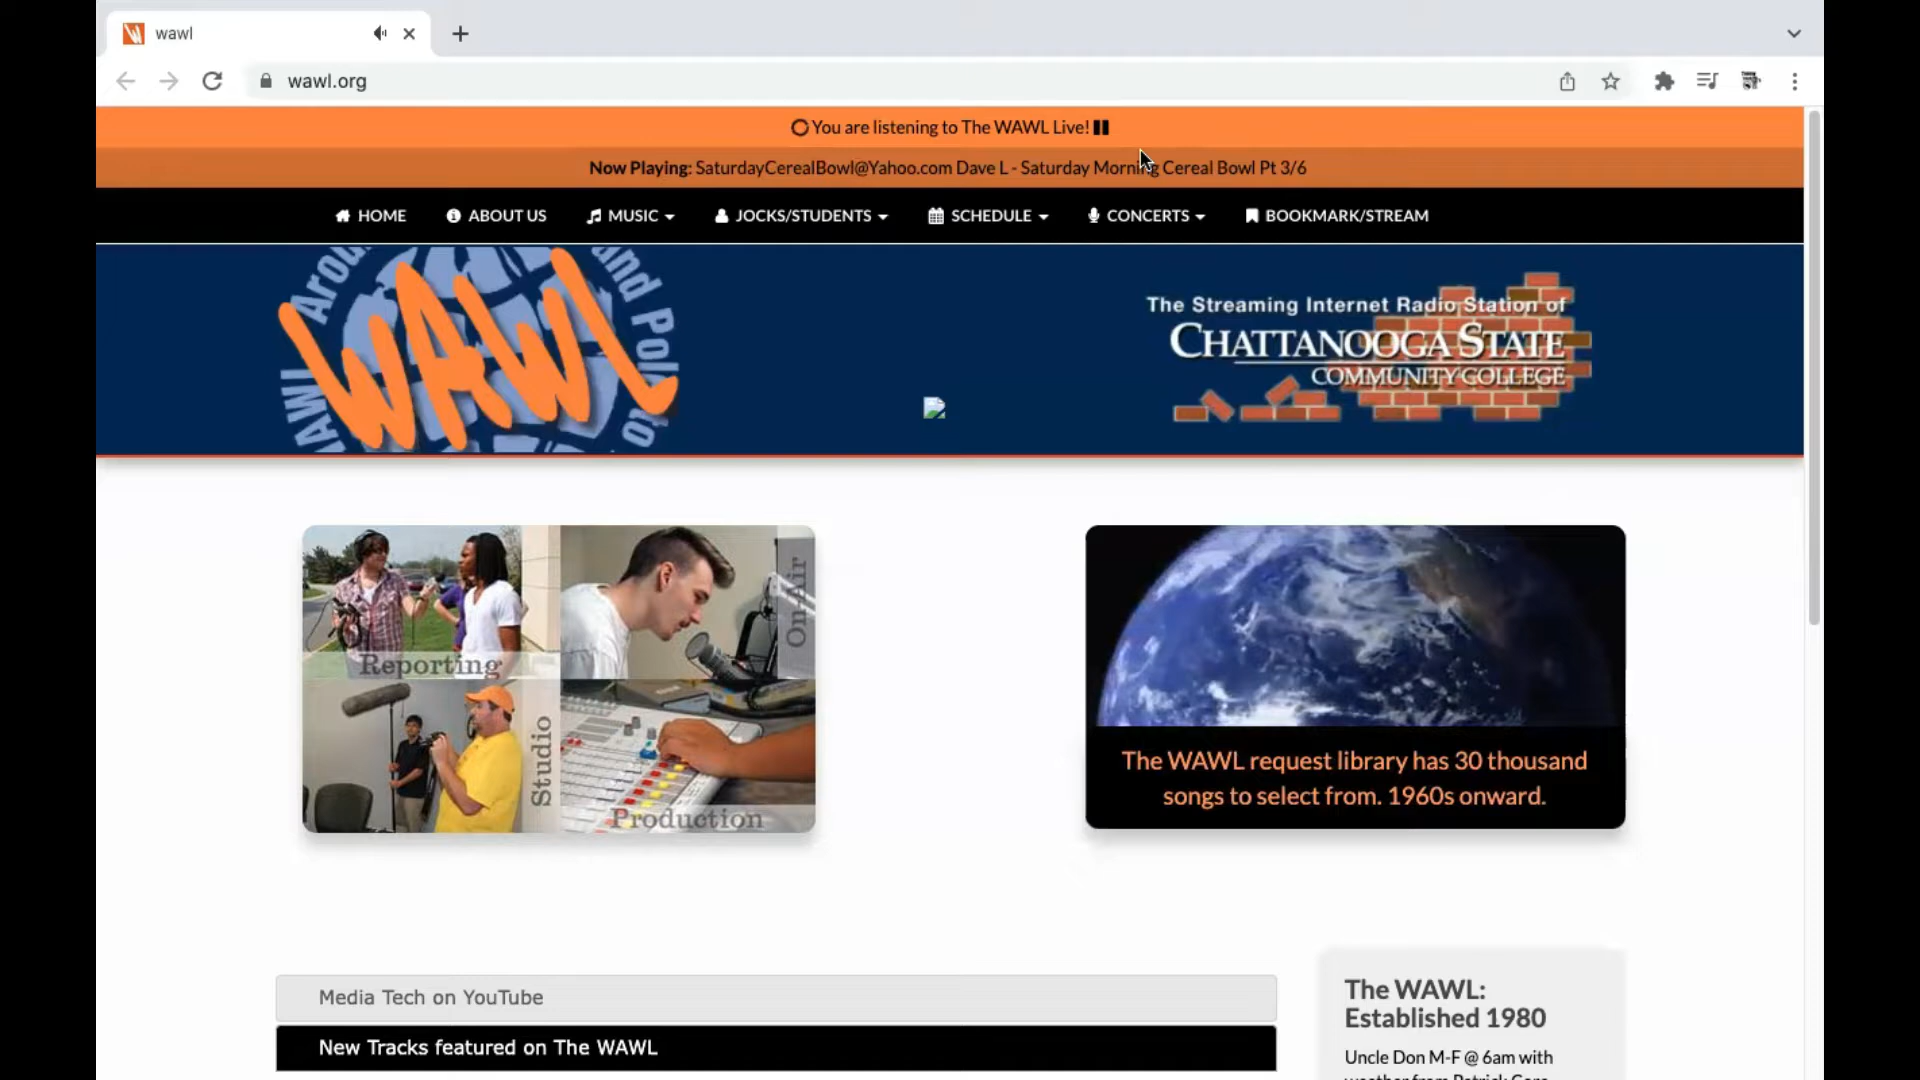 wawl
wawl.org
You are listening to The WAWL Live!
Now Playing: SaturdayCerealBowl@Yahoo.com Dave L - Saturday Morning Cereal Bowl Pt 3/6
HOME
ABOUT US
MUSIC
JOCKS/STUDENTS
SCHEDULE
CONCERTS
BOOKMARK/STREAM
WAWL
The Streaming Internet Radio Station of
CHATTANOOGA STATE
COMMUNITY COLLEGE
Reporting
On Air
Studio
Production
The WAWL request library has 30 thousand
songs to select from. 1960s onward.
Media Tech on YouTube
New Tracks featured on The WAWL
The WAWL:
Established 1980
Uncle Don M-F @ 6am with